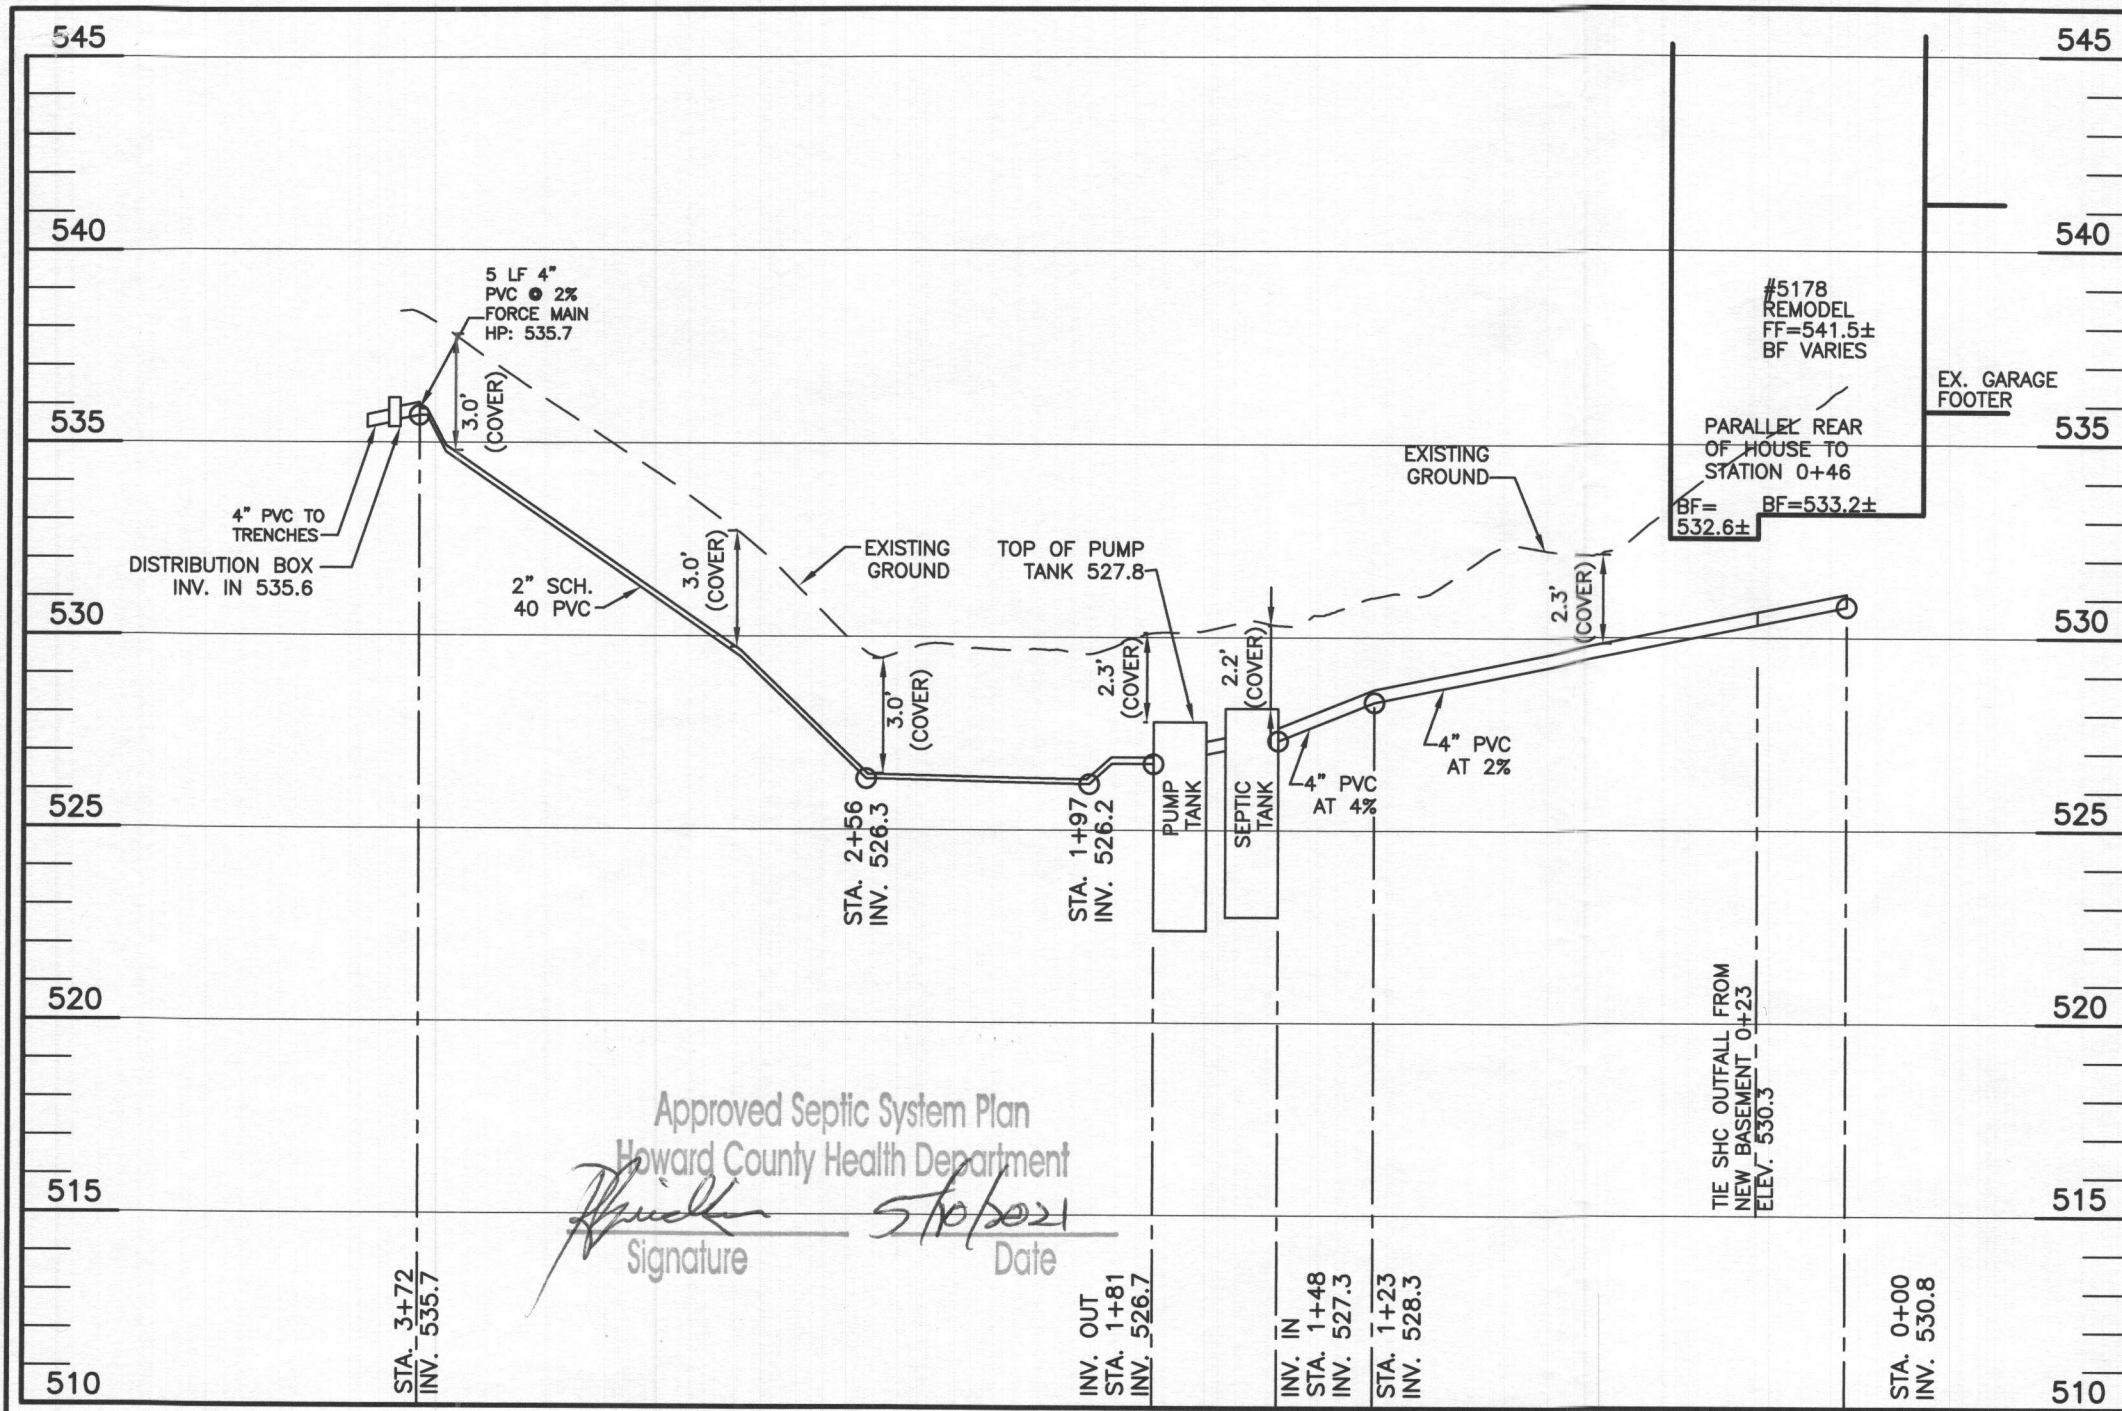 545
545
540
540
5 LF 4"
PVC @ 2%
FORCE MAIN
HP: 535.7
#5178
REMODEL
FF=541.5±
BF VARIES
EX. GARAGE
FOOTER
3.0'
(COVER)
535
535
PARALLEL REAR
OF HOUSE TO
STATION 0+46
EXISTING
GROUND
BF=
532.6±
BF=533.2±
4" PVC TO
TRENCHES
DISTRIBUTION BOX
INV. IN 535.6
2" SCH.
40 PVC
3.0'
(COVER)
EXISTING
GROUND
TOP OF PUMP
TANK 527.8
2.3'
(COVER)
530
530
3.0'
(COVER)
2.3'
(COVER)
2.2'
(COVER)
4" PVC
AT 2%
4" PVC
AT 4%
PUMP
TANK
SEPTIC
TANK
525
525
STA. 2+56
INV. 526.3
STA. 1+97
INV. 526.2
520
520
TIE SHC OUTFALL FROM
NEW BASEMENT 0+23
ELEV. 530.3
Approved Septic System Plan
Howard County Health Department
5/10/2021
Signature
Date
515
515
STA. 3+72
INV. 535.7
INV. OUT
STA. 1+81
INV. 526.7
INV. IN
STA. 1+48
INV. 527.3
STA. 1+23
INV. 528.3
STA. 0+00
INV. 530.8
510
510